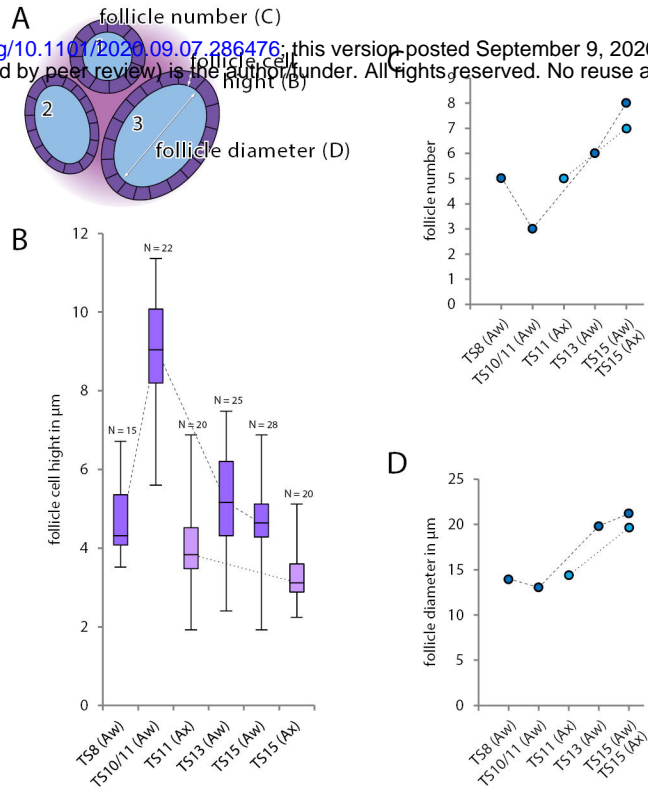 A
follicle number (C)
g/10.1101/2020.09.07.286476; this version posted September 9, 2020
d by peer review) is the author/funder. All rights reserved. No reuse a
follicle cell
hight (B)
1
2
3
follicle diameter (D)
B
12
10
8
6
4
2
0
follicle cell hight in µm
N = 15
N = 22
N = 20
N = 25
N = 28
N = 20
TS8 (Aw)
TS10/11 (Aw)
TS11 (Ax)
TS13 (Aw)
TS15 (Aw)
TS15 (Ax)
C
9
8
7
6
5
4
3
2
1
0
follicle number
TS8 (Aw)
TS10/11 (Aw)
TS11 (Ax)
TS13 (Aw)
TS15 (Aw)
TS15 (Ax)
D
25
20
15
10
5
0
follicle diameter in µm
TS8 (Aw)
TS10/11 (Aw)
TS11 (Ax)
TS13 (Aw)
TS15 (Aw)
TS15 (Ax)